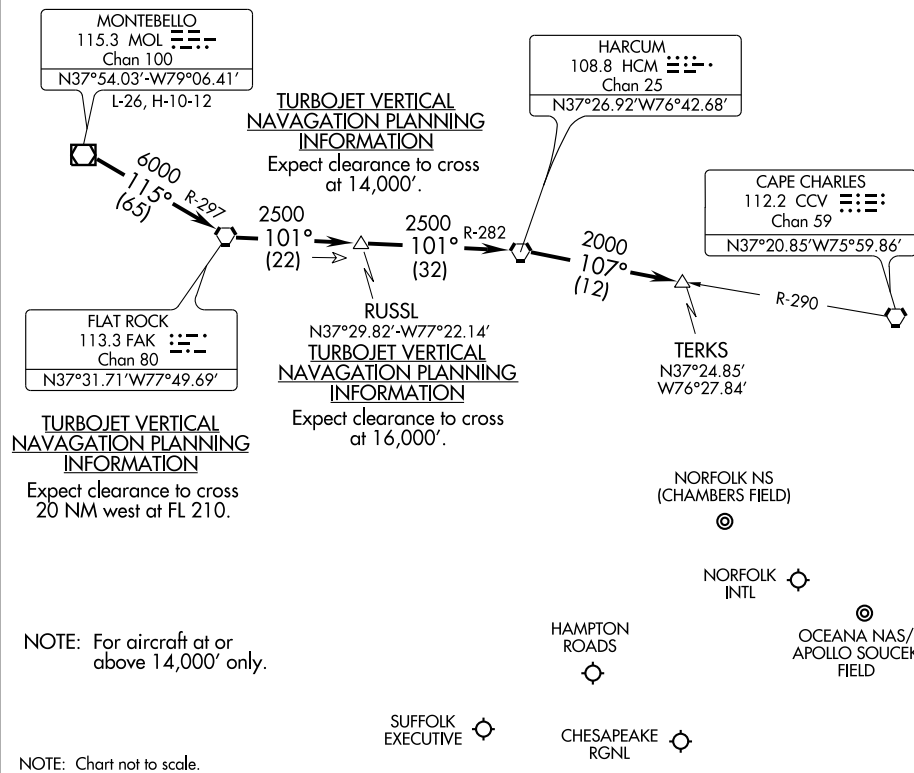 MONTEBELLO
115.3 MOL
Chan 100
N37°54.03'-W79°06.41'
L-26, H-10-12
HARCUM
108.8 HCM
Chan 25
N37°26.92'W76°42.68'
TURBOJET VERTICAL
NAVAGATION PLANNING
INFORMATION
Expect clearance to cross
at 14,000'.
CAPE CHARLES
112.2 CCV
Chan 59
N37°20.85'W75°59.86'
6000
115°
(65)
R-297
2500
101°
(22)
2500
101°
(32)
R-282
2000
107°
(12)
R-290
FLAT ROCK
113.3 FAK
Chan 80
N37°31.71'W77°49.69'
RUSSL
N37°29.82'-W77°22.14'
TURBOJET VERTICAL
NAVAGATION PLANNING
INFORMATION
Expect clearance to cross
at 16,000'.
TERKS
N37°24.85'
W76°27.84'
TURBOJET VERTICAL
NAVAGATION PLANNING
INFORMATION
Expect clearance to cross
20 NM west at FL 210.
NORFOLK NS
(CHAMBERS FIELD)
NORFOLK
INTL
OCEANA NAS/
APOLLO SOUCEK
FIELD
HAMPTON
ROADS
NOTE: For aircraft at or
above 14,000' only.
SUFFOLK
EXECUTIVE
CHESAPEAKE
RGNL
NOTE: Chart not to scale.